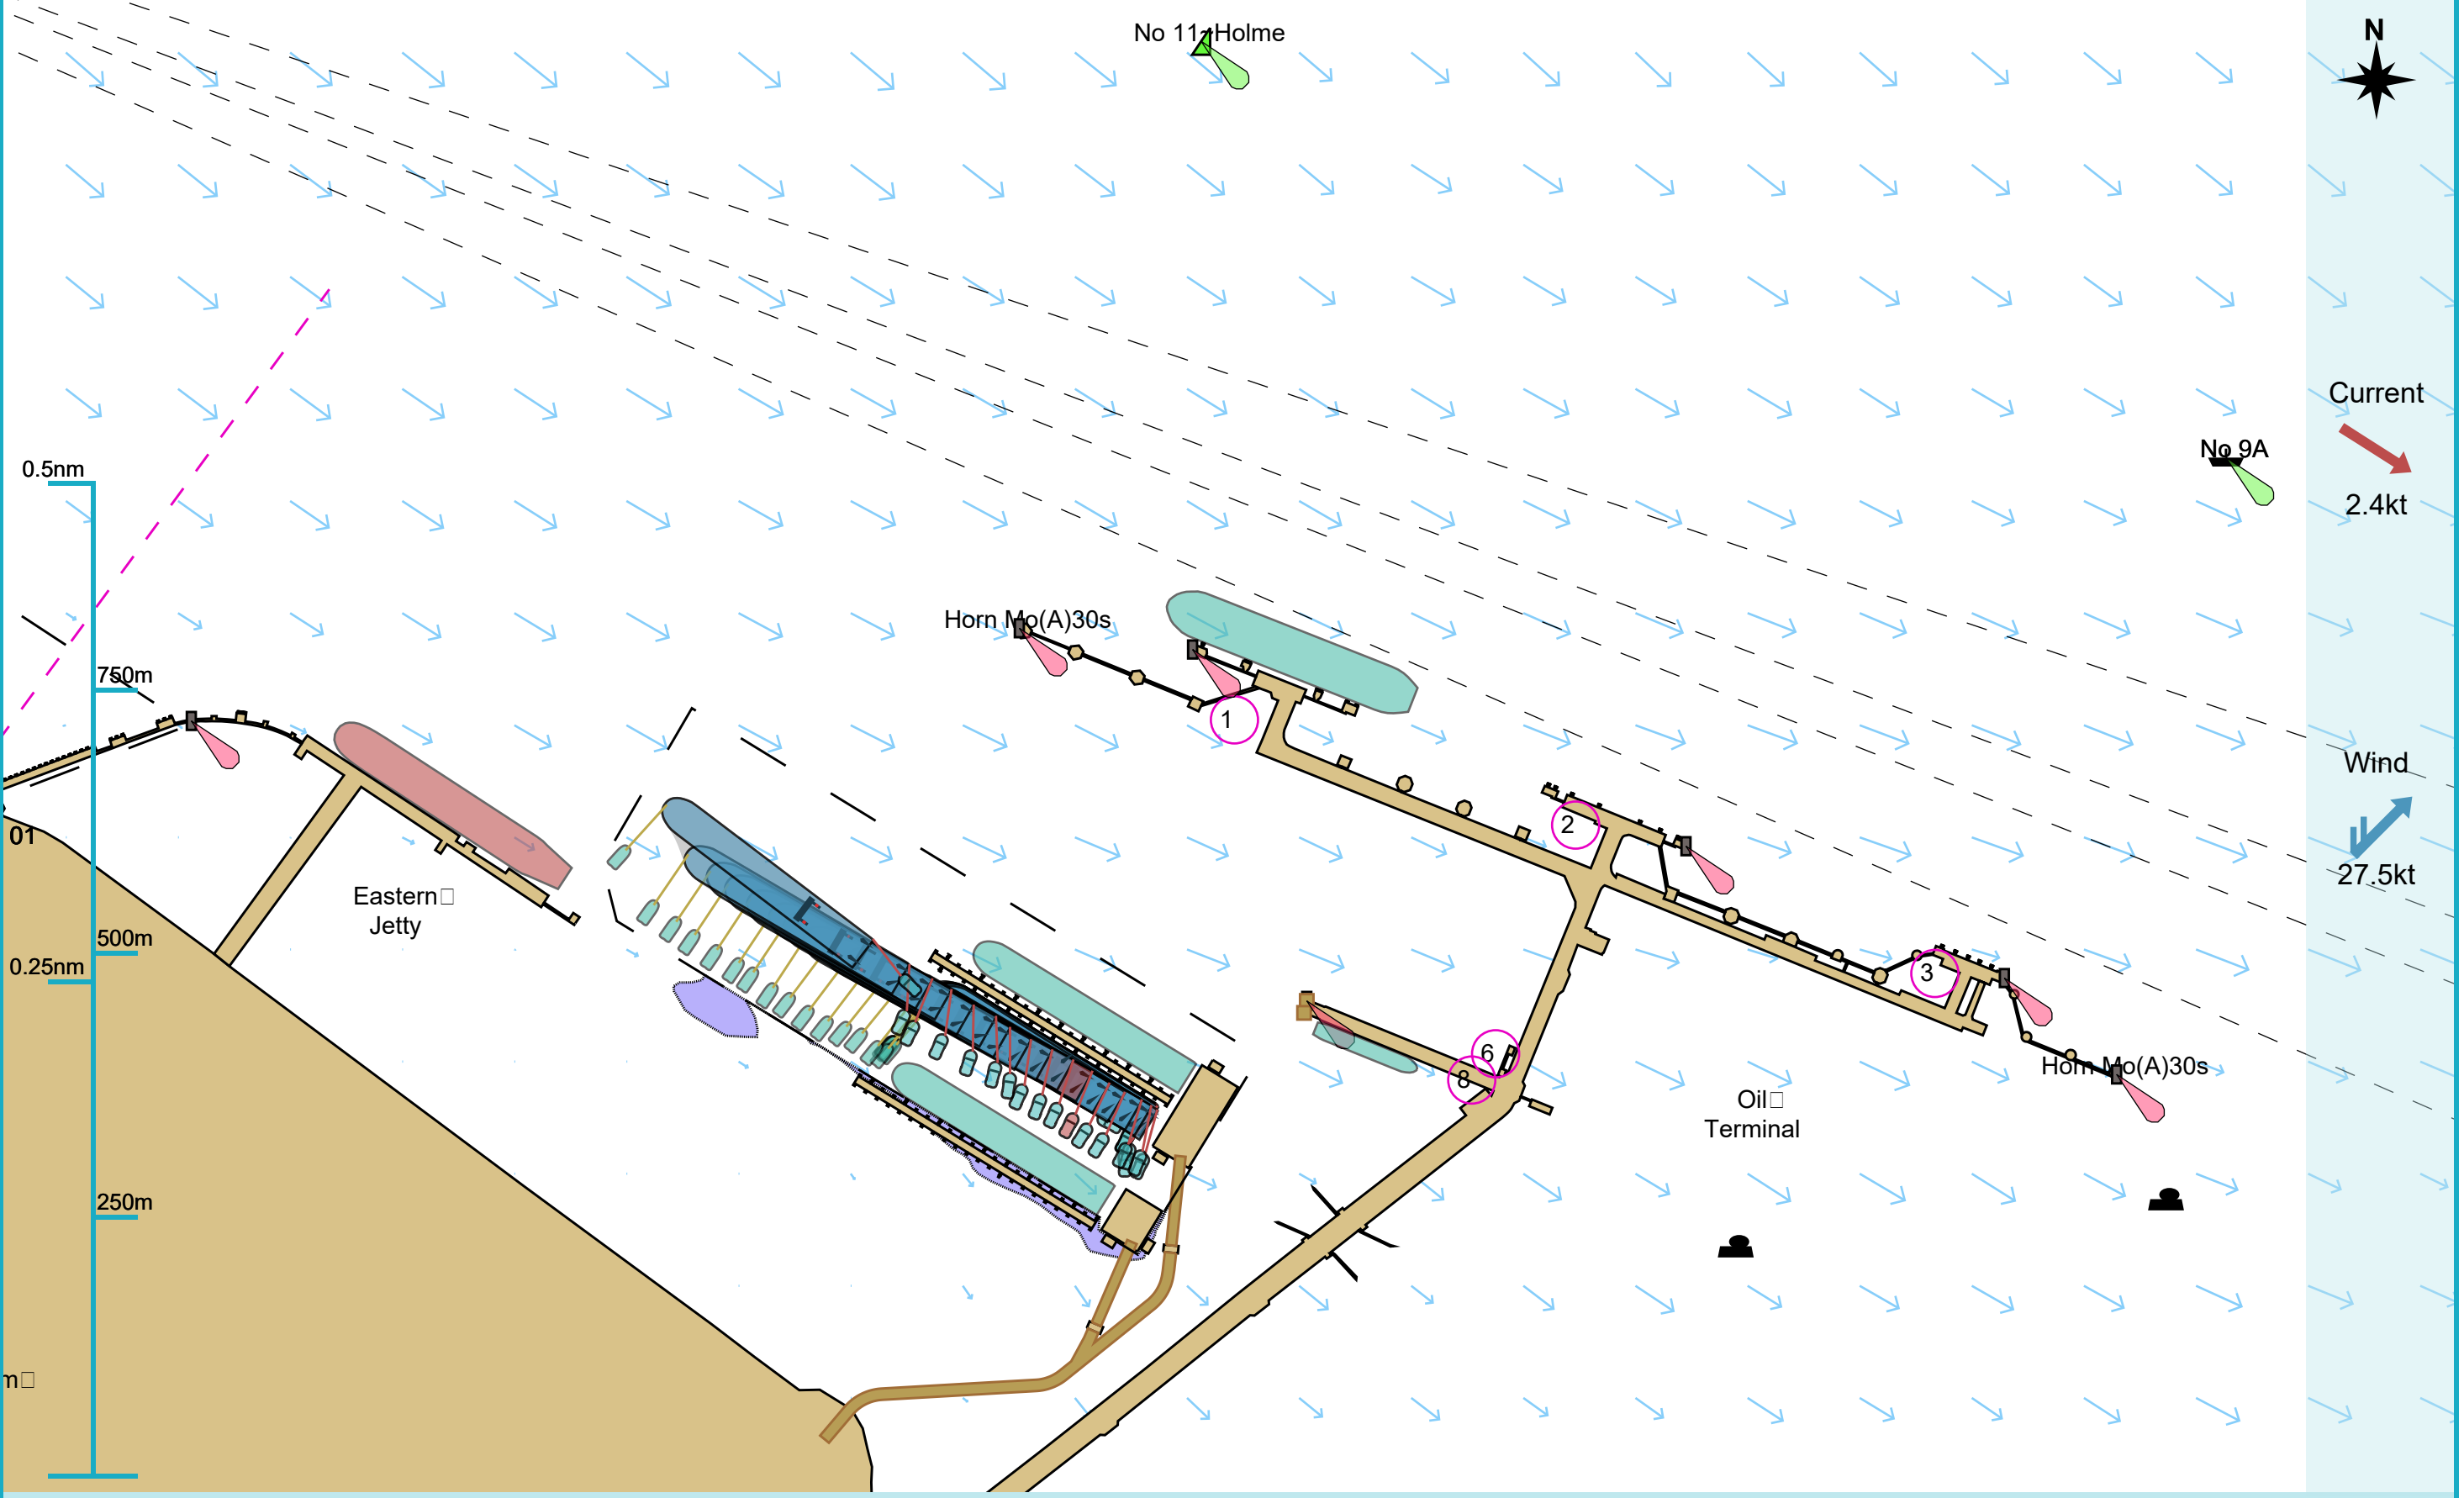 No 11-Holme
N
Current
No 9A
0.5nm
2.4kt
Horn Mo(A)30s
750m
1
Wind
2
01
27.5kt
Eastern
Jetty
500m
0.25nm
3
6
8
Horn Mo(A)30s
Oil
Terminal
250m
m